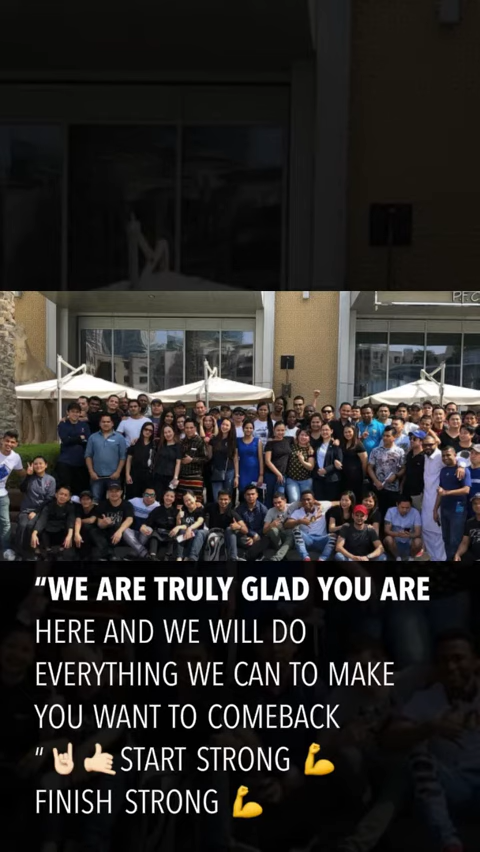 PFC
“WE ARE TRULY GLAD YOU ARE
HERE AND WE WILL DO
EVERYTHING WE CAN TO MAKE
YOU WANT TO COMEBACK
“🤘🏻🤙🏻START STRONG 💪
FINISH STRONG 💪